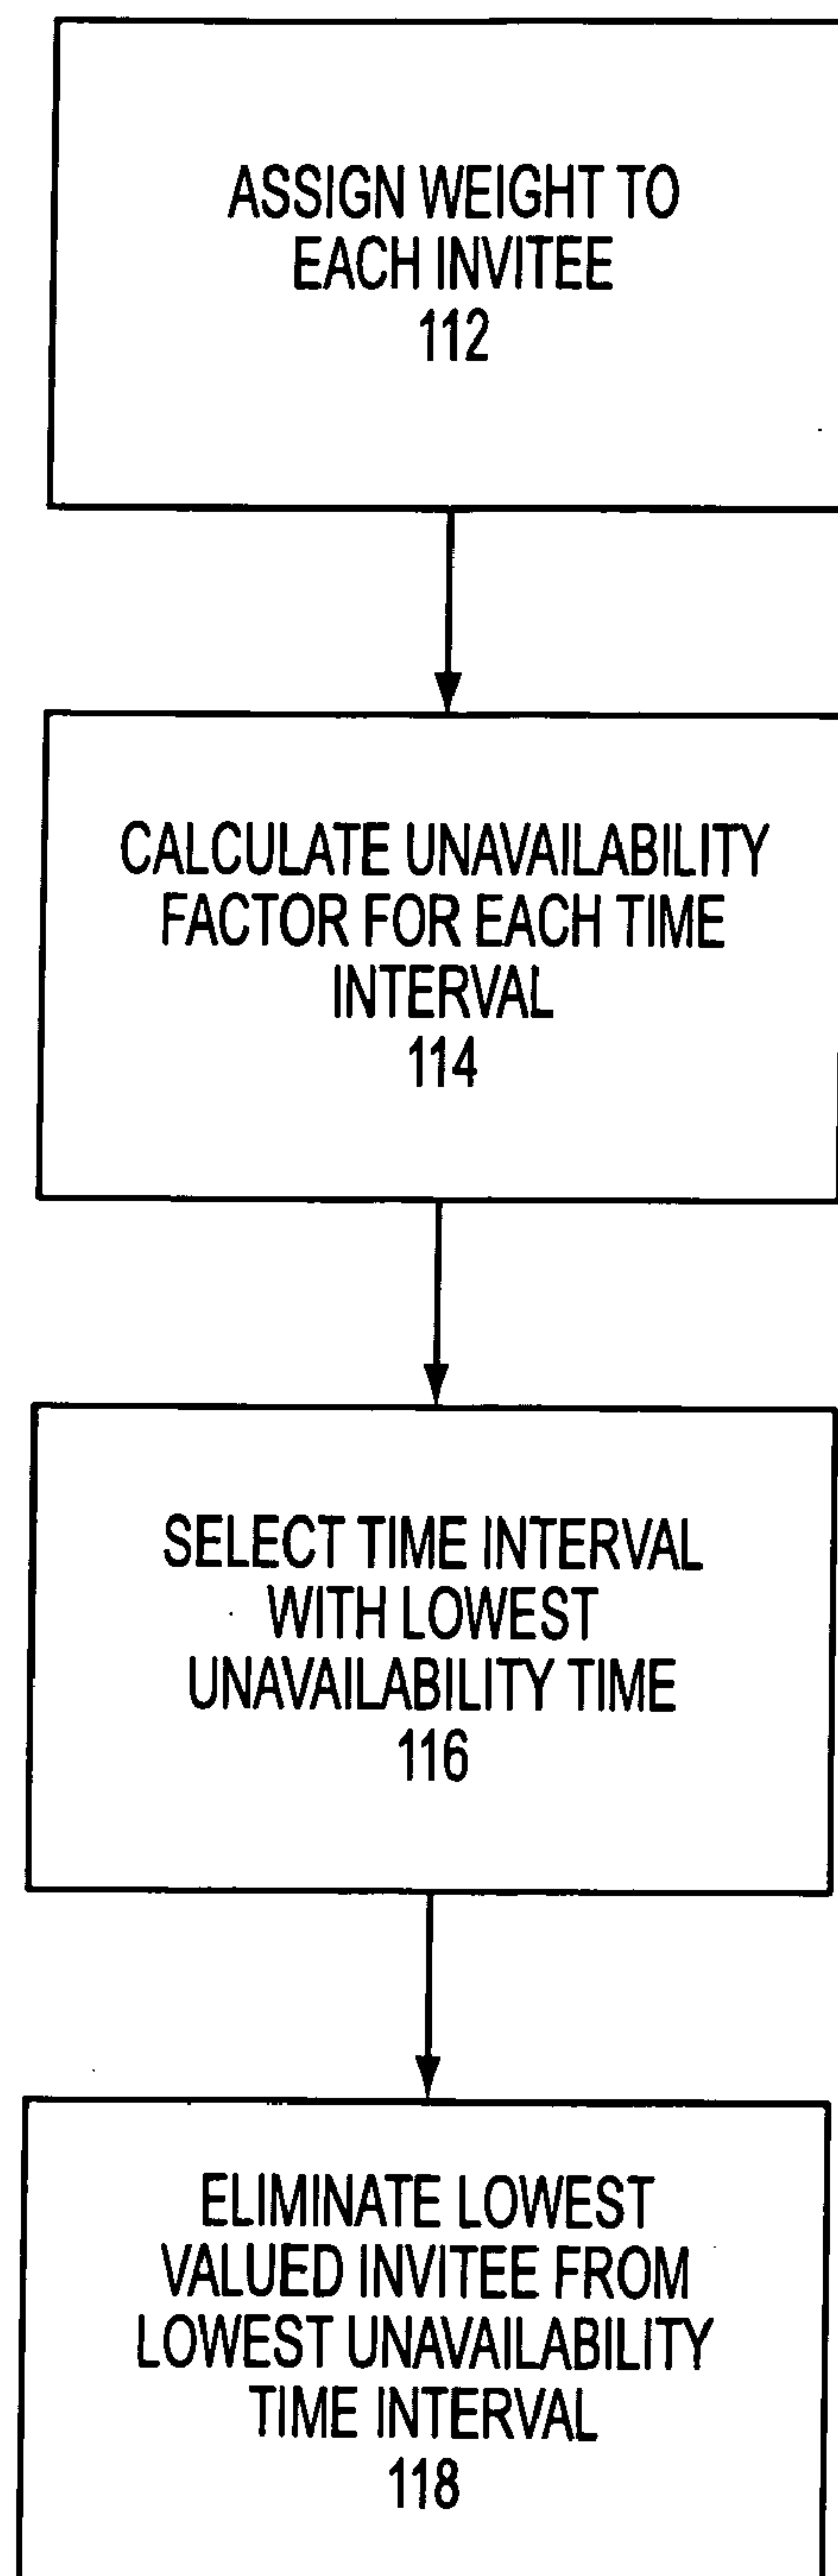 ASSIGN WEIGHT TO
EACH INVITEE
112
CALCULATE UNAVAILABILITY
FACTOR FOR EACH TIME
INTERVAL
114
SELECT TIME INTERVAL
WITH LOWEST
UNAVAILABILITY TIME
116
ELIMINATE LOWEST
VALUED INVITEE FROM
LOWEST UNAVAILABILITY
TIME INTERVAL
118